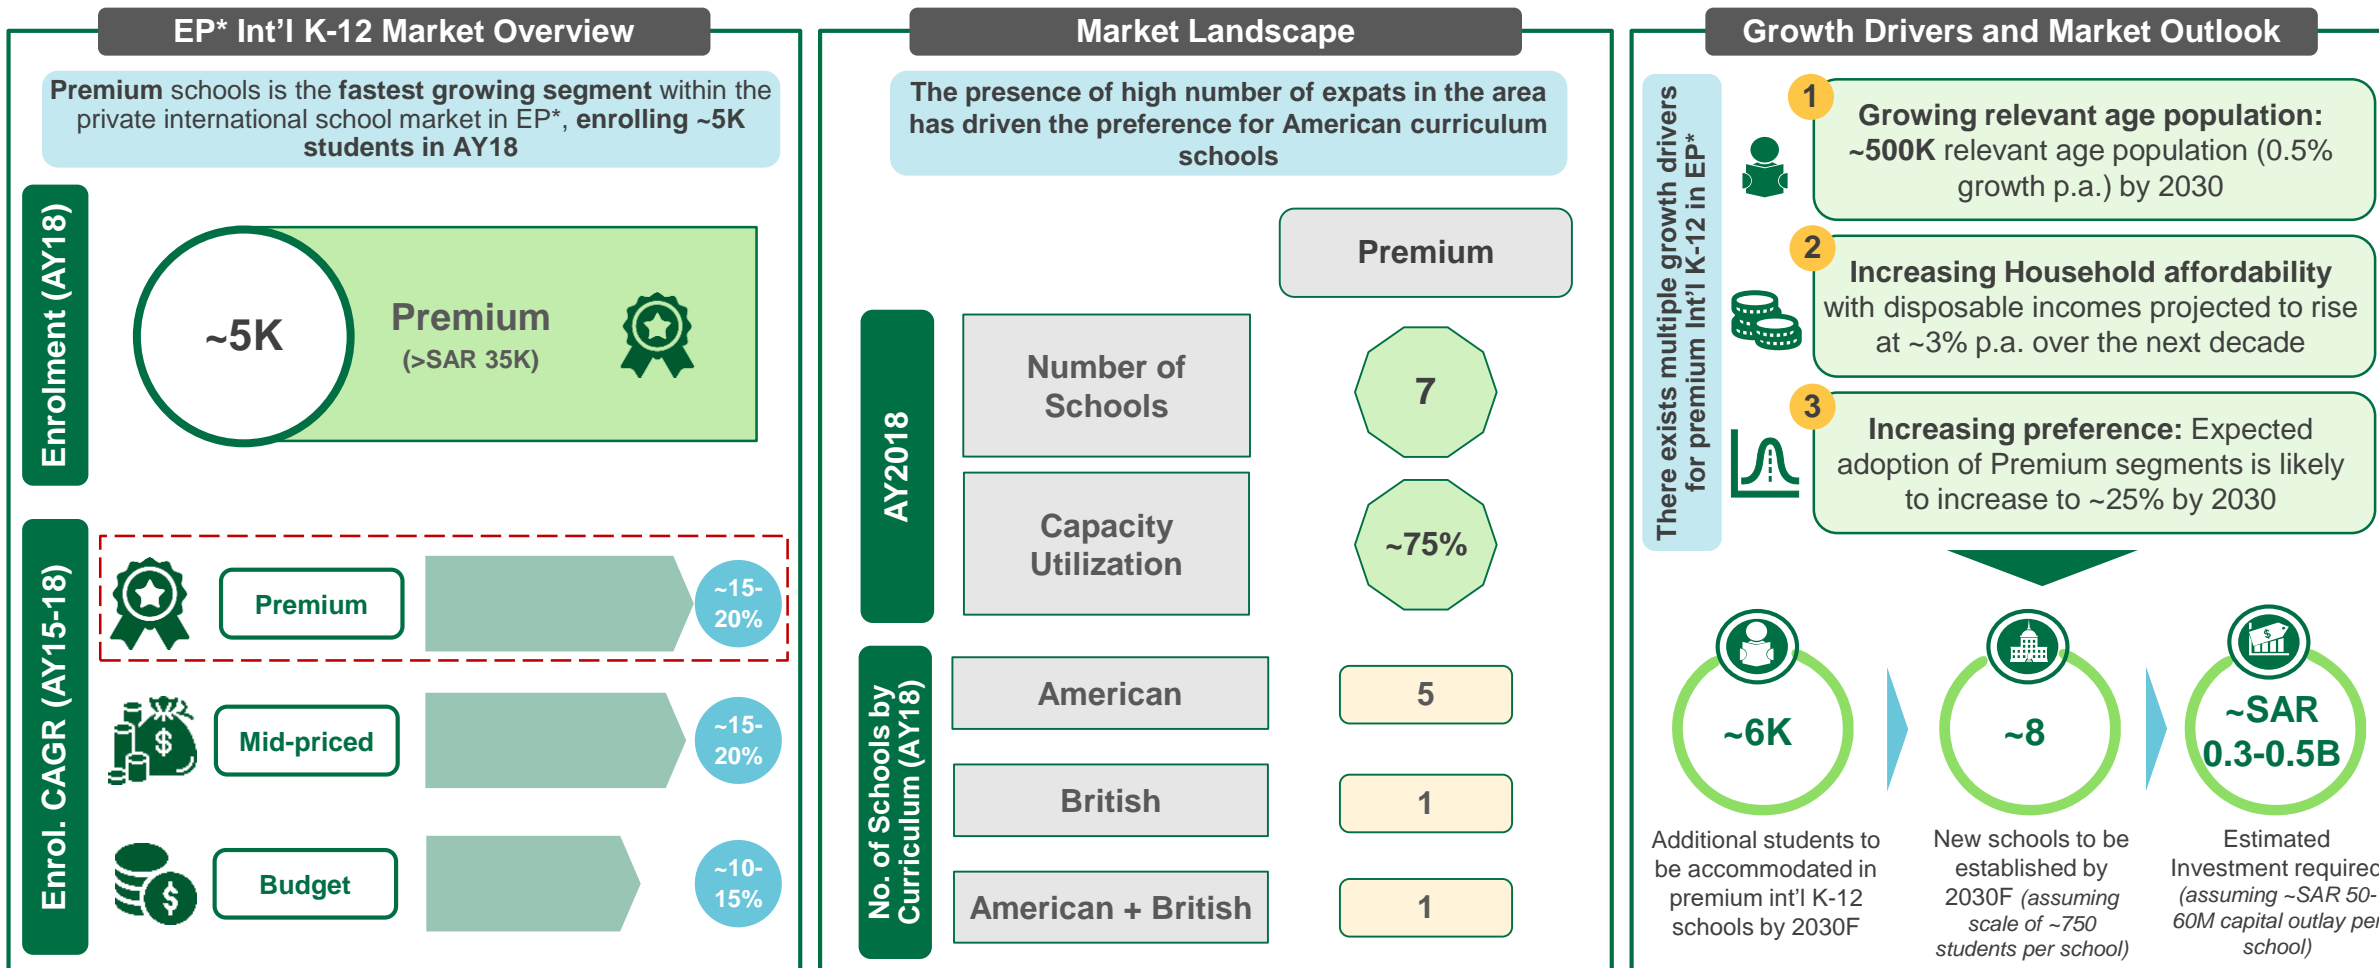 EP* Int'l K-12 Market Overview
Premium schools is the fastest growing segment within the
private international school market in EP*, enrolling ~5K
students in AY18
Enrolment (AY18)
~5K
Premium
(>SAR 35K)
Enrol. CAGR (AY15-18)
Premium
~15-
20%
Mid-priced
~15-
20%
Budget
~10-
15%
Market Landscape
The presence of high number of expats in the area
has driven the preference for American curriculum
schools
Premium
AY2018
Number of
Schools
7
Capacity
Utilization
~75%
No. of Schools by
Curriculum (AY18)
American
5
British
1
American + British
1
Growth Drivers and Market Outlook
There exists multiple growth drivers
for premium Int'l K-12 in EP*
1
Growing relevant age population:
~500K relevant age population (0.5%
growth p.a.) by 2030
2
Increasing Household affordability
with disposable incomes projected to rise
at ~3% p.a. over the next decade
3
Increasing preference: Expected
adoption of Premium segments is likely
to increase to ~25% by 2030
~6K
Additional students to
be accommodated in
premium int'l K-12
schools by 2030F
~8
New schools to be
established by
2030F (assuming
scale of ~750
students per school)
~SAR
0.3-0.5B
Estimated
Investment required
(assuming ~SAR 50-
60M capital outlay per
school)